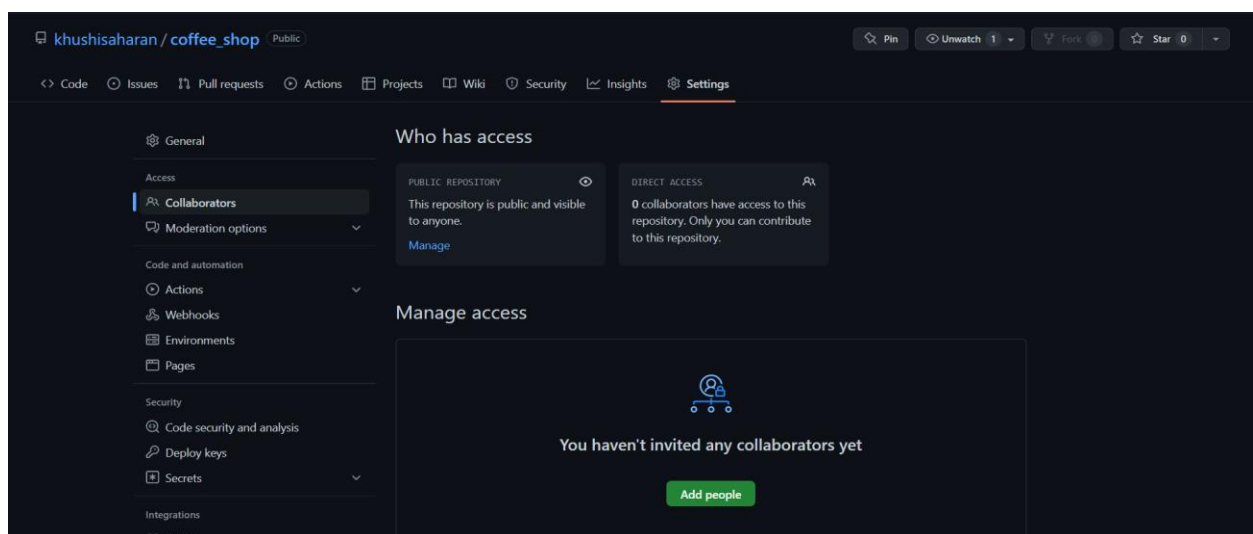 khushisaharan / coffee_shop Public
Pin Unwatch 1 Fork 0 Star 0
<> Code Issues Pull requests Actions Projects Wiki Security Insights Settings
General
Access
Collaborators
Moderation options
Code and automation
Actions
Webhooks
Environments
Pages
Security
Code security and analysis
Deploy keys
Secrets
Integrations
Who has access
PUBLIC REPOSITORY
This repository is public and visible
to anyone.
Manage
DIRECT ACCESS
0 collaborators have access to this
repository. Only you can contribute
to this repository.
Manage access
You haven't invited any collaborators yet
Add people